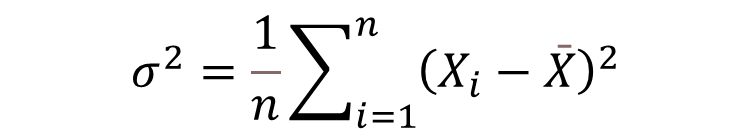 σ² = 1/n ∑ⁿᵢ₌₁ (Xᵢ − X̄)²